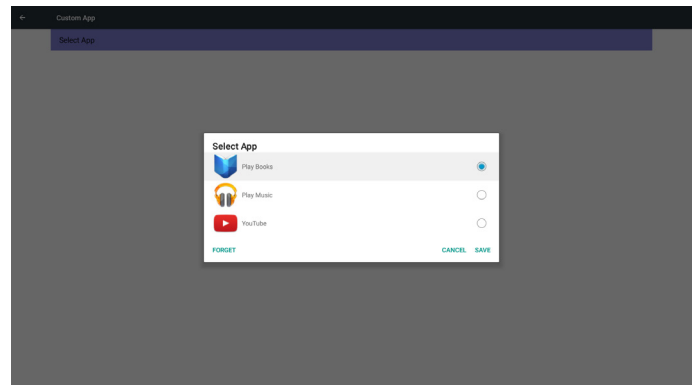 Custom App
Select App
Select App
Play Books
Play Music
YouTube
FORGET CANCEL SAVE